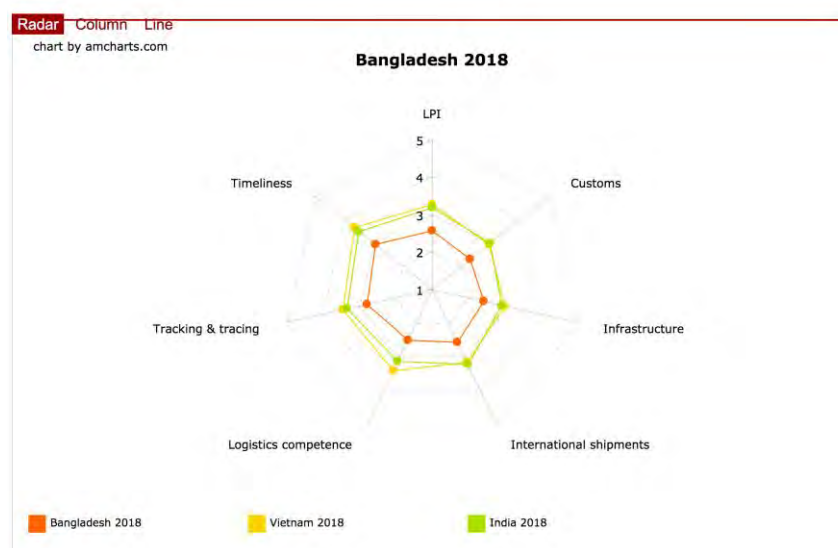 Radar Column Line
chart by amcharts.com
Bangladesh 2018
LPI
5
4
3
2
1
Timeliness
Customs
Tracking & tracing
Infrastructure
Logistics competence
International shipments
Bangladesh 2018
Vietnam 2018
India 2018